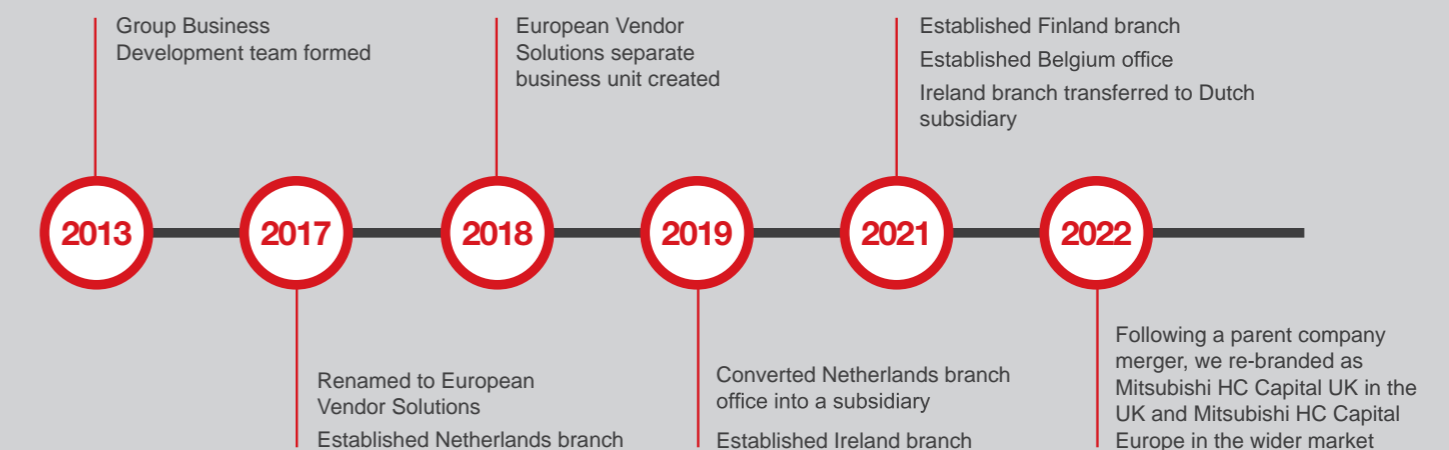 Group Business
Development team formed
European Vendor
Solutions separate
business unit created
Established Finland branch
Established Belgium office
Ireland branch transferred to Dutch
subsidiary
2013
2017
2018
2019
2021
2022
Renamed to European
Vendor Solutions
Established Netherlands branch
Converted Netherlands branch
office into a subsidiary
Established Ireland branch
Following a parent company
merger, we re-branded as
Mitsubishi HC Capital UK in the
UK and Mitsubishi HC Capital
Europe in the wider market